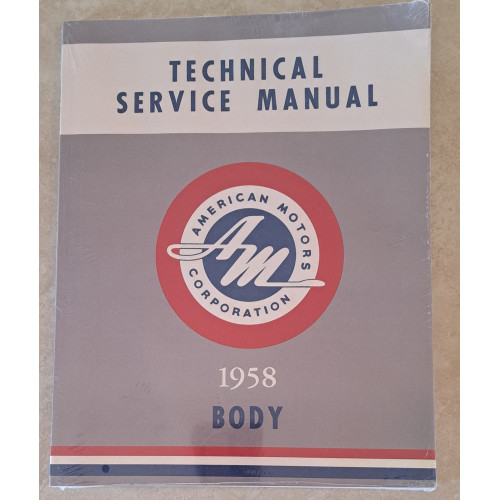 TECHNICAL
SERVICE MANUAL
AMERICAN MOTORS
AM
CORPORATION
1958
BODY